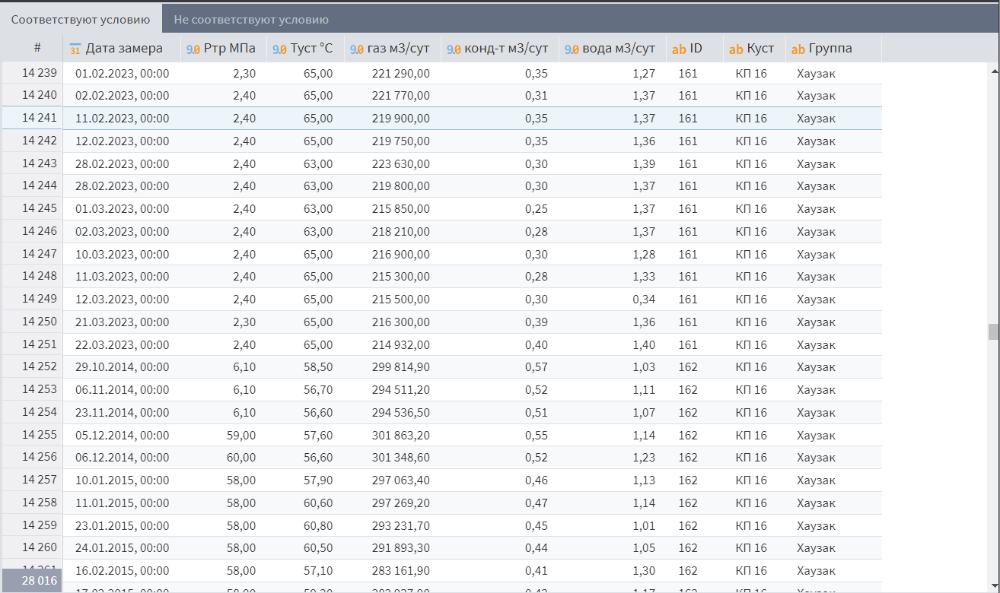 Соответствуют условию Не соответствуют условию
# 31 Дата замера 9.0 Ртр МПа 9.0 Туст °C 9.0 газ м3/сут 9.0 конд-т м3/сут 9.0 вода м3/сут ab ID ab Куст ab Группа
14 239 01.02.2023, 00:00 2,30 65,00 221 290,00 0,35 1,27 161 КП 16 Хаузак
14 240 02.02.2023, 00:00 2,40 65,00 221 770,00 0,31 1,37 161 КП 16 Хаузак
14 241 11.02.2023, 00:00 2,40 65,00 219 900,00 0,35 1,37 161 КП 16 Хаузак
14 242 12.02.2023, 00:00 2,40 65,00 219 750,00 0,35 1,36 161 КП 16 Хаузак
14 243 28.02.2023, 00:00 2,40 63,00 223 630,00 0,30 1,39 161 КП 16 Хаузак
14 244 28.02.2023, 00:00 2,40 63,00 219 800,00 0,30 1,37 161 КП 16 Хаузак
14 245 01.03.2023, 00:00 2,40 63,00 215 850,00 0,25 1,37 161 КП 16 Хаузак
14 246 02.03.2023, 00:00 2,40 63,00 218 210,00 0,28 1,37 161 КП 16 Хаузак
14 247 10.03.2023, 00:00 2,40 65,00 216 900,00 0,30 1,28 161 КП 16 Хаузак
14 248 11.03.2023, 00:00 2,40 65,00 215 300,00 0,28 1,33 161 КП 16 Хаузак
14 249 12.03.2023, 00:00 2,40 65,00 215 500,00 0,30 0,34 161 КП 16 Хаузак
14 250 21.03.2023, 00:00 2,30 65,00 216 300,00 0,39 1,36 161 КП 16 Хаузак
14 251 22.03.2023, 00:00 2,40 65,00 214 932,00 0,40 1,40 161 КП 16 Хаузак
14 252 29.10.2014, 00:00 6,10 58,50 299 814,90 0,57 1,03 162 КП 16 Хаузак
14 253 06.11.2014, 00:00 6,10 56,70 294 511,20 0,52 1,11 162 КП 16 Хаузак
14 254 23.11.2014, 00:00 6,10 56,60 294 536,50 0,51 1,07 162 КП 16 Хаузак
14 255 05.12.2014, 00:00 59,00 57,60 301 863,20 0,55 1,14 162 КП 16 Хаузак
14 256 06.12.2014, 00:00 60,00 56,60 301 348,60 0,52 1,23 162 КП 16 Хаузак
14 257 10.01.2015, 00:00 58,00 57,90 297 063,40 0,46 1,13 162 КП 16 Хаузак
14 258 11.01.2015, 00:00 58,00 60,60 297 269,20 0,47 1,14 162 КП 16 Хаузак
14 259 23.01.2015, 00:00 58,00 60,80 293 231,70 0,45 1,01 162 КП 16 Хаузак
14 260 24.01.2015, 00:00 58,00 60,50 291 893,30 0,44 1,05 162 КП 16 Хаузак
14 261 16.02.2015, 00:00 58,00 57,10 283 161,90 0,41 1,30 162 КП 16 Хаузак
28 016